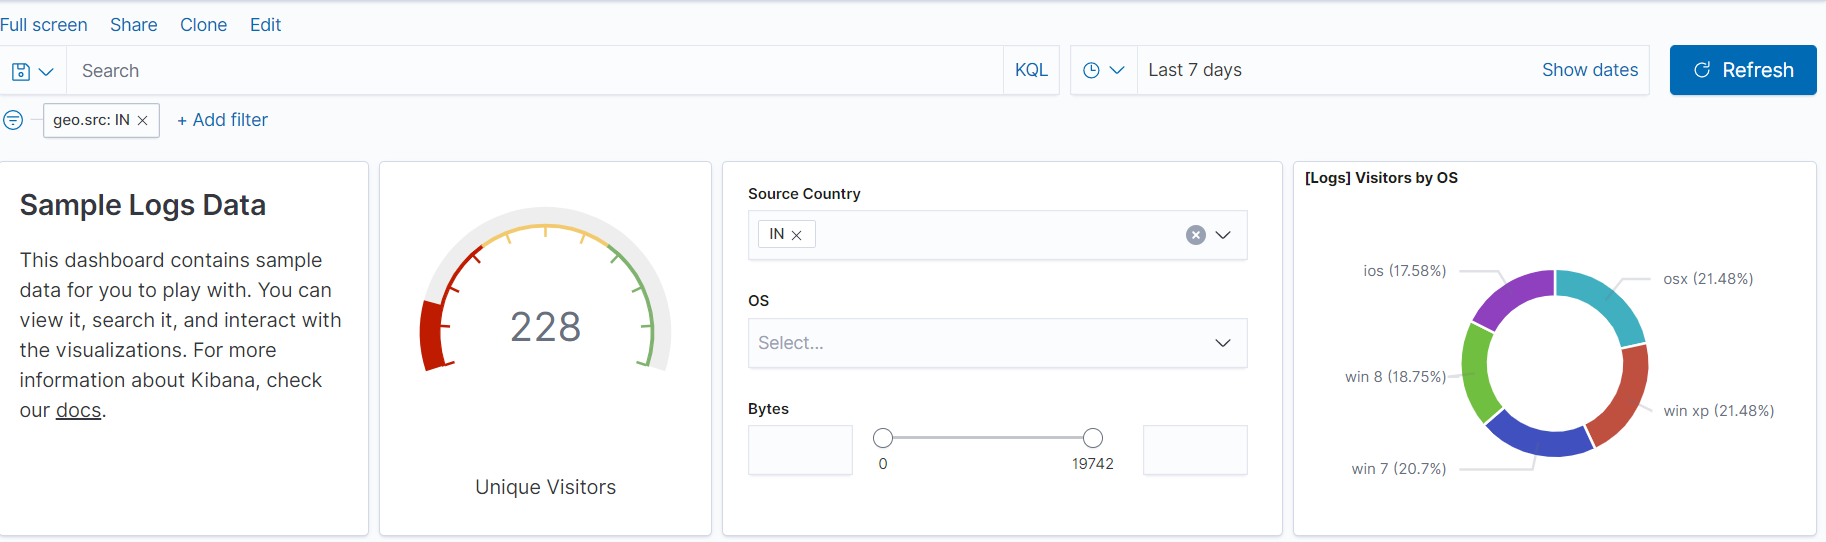 Full screen Share Clone Edit
Search KQL Last 7 days Show dates Refresh
geo.src: IN + Add filter
Sample Logs Data
This dashboard contains sample
data for you to play with. You can
view it, search it, and interact with
the visualizations. For more
information about Kibana, check
our docs.
228
Unique Visitors
Source Country
IN
OS
Select...
Bytes
0 19742
[Logs] Visitors by OS
ios (17.58%)
osx (21.48%)
win 8 (18.75%)
win xp (21.48%)
win 7 (20.7%)